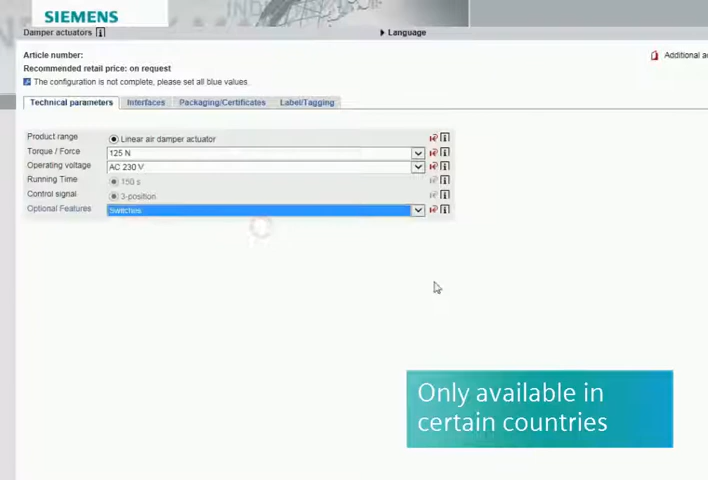 SIEMENS
Damper actuators
Language
Article number:
Additional a
Recommended retail price: on request
The configuration is not complete, please set all blue values.
Technical parameters Interfaces Packaging/Certificates Label/Tagging
Product range Linear air damper actuator
Torque / Force 125 N
Operating voltage AC 230 V
Running Time 150 s
Control signal 3-position
Optional Features Switches
Only available in
certain countries